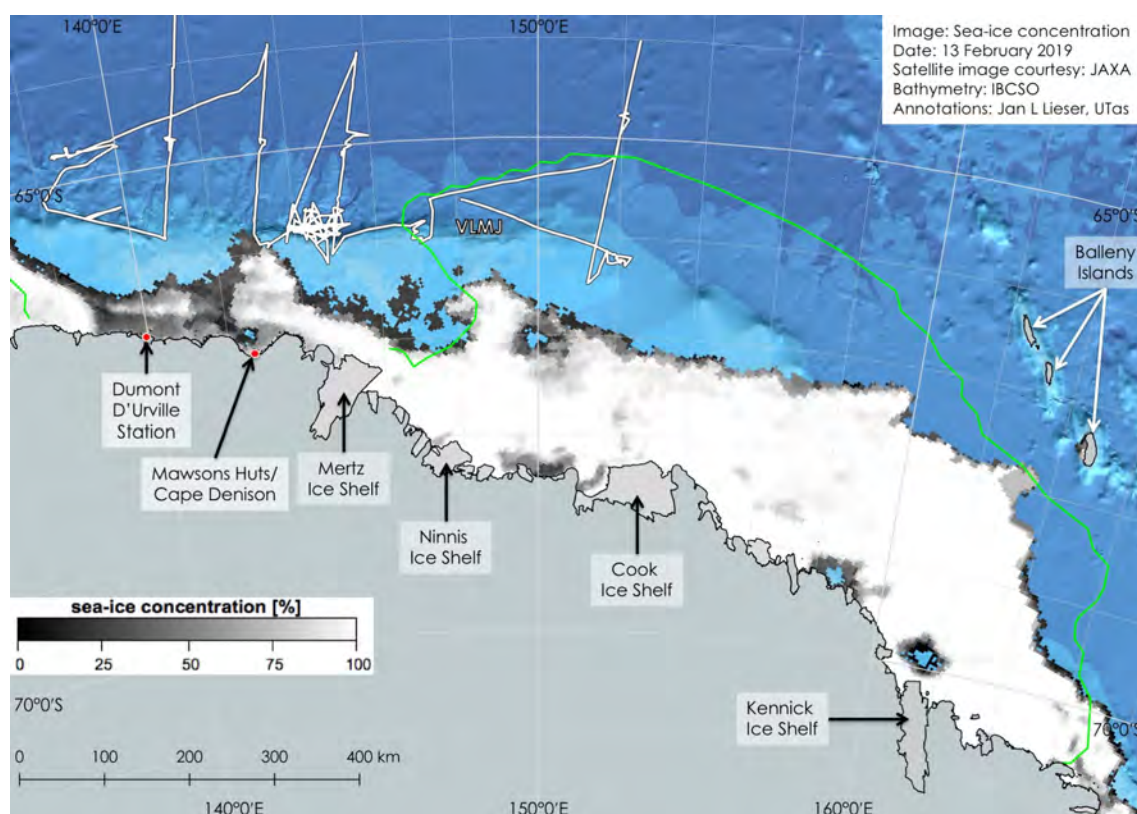 140°0'E
150°0'E
Image: Sea-ice concentration
Date: 13 February 2019
Satellite image courtesy: JAXA
Bathymetry: IBCSO
Annotations: Jan L Lieser, UTas
65°0'S
65°0'S
VLMJ
Balleny
Islands
Dumont
D'Urville
Station
Mawsons Huts/
Cape Denison
Mertz
Ice Shelf
Ninnis
Ice Shelf
Cook
Ice Shelf
Kennick
Ice Shelf
sea-ice concentration [%]
0 25 50 75 100
70°0'S
70°0'S
0 100 200 300 400 km
140°0'E
150°0'E
160°0'E